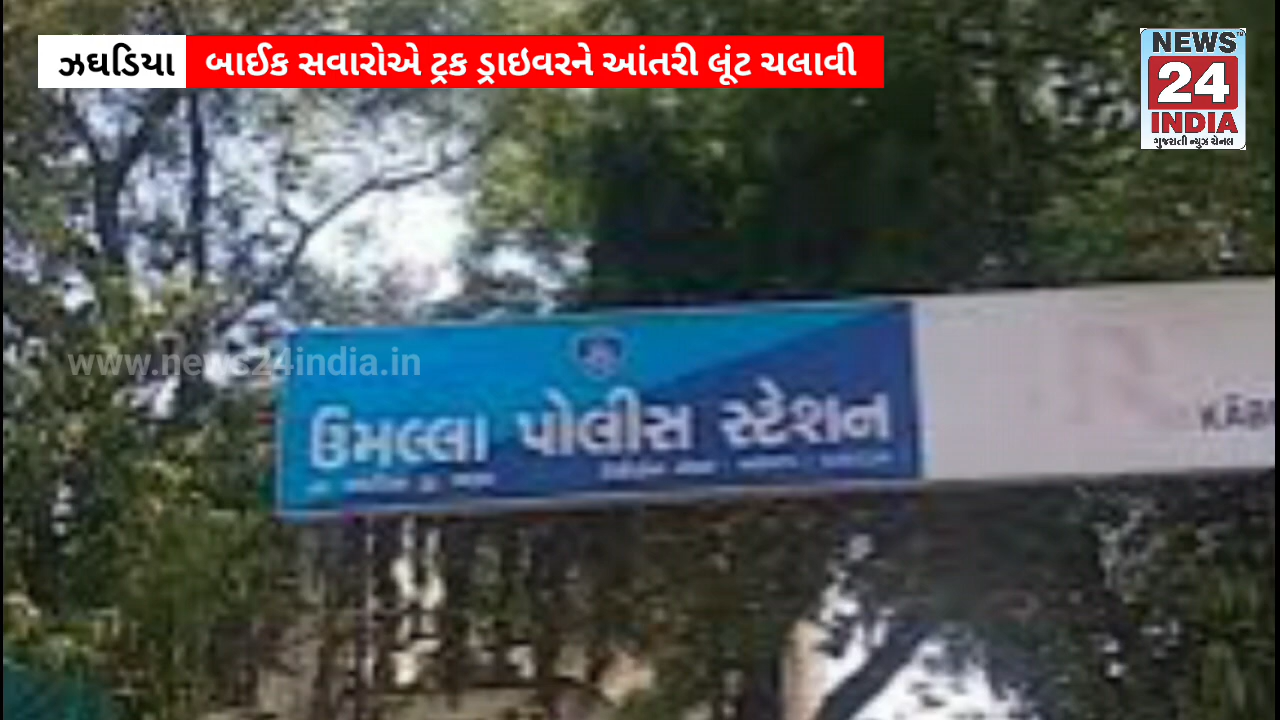 ઝઘડિયા બાઈક સવારોએ ટ્રક ડ્રાઇવરને આંતરી લૂંટ ચલાવી
NEWS
24
INDIA
ગુજરાતી ન્યુઝ ચેનલ
www.news24india.in
ઉમલ્લા પોલીસ સ્ટેશન